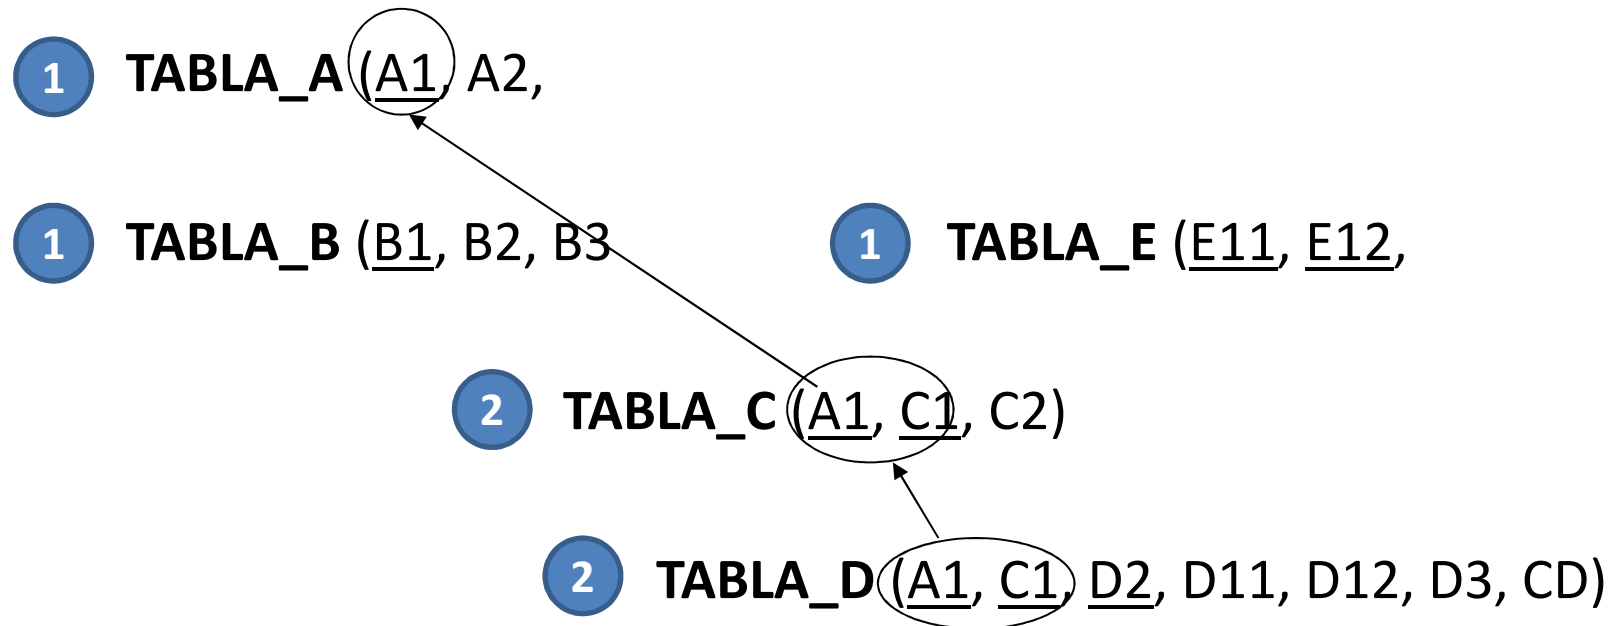 1 TABLA_A (A1, A2,
1 TABLA_B (B1, B2, B3
1 TABLA_E (E11, E12,
2 TABLA_C (A1, C1, C2)
2 TABLA_D (A1, C1, D2, D11, D12, D3, CD)